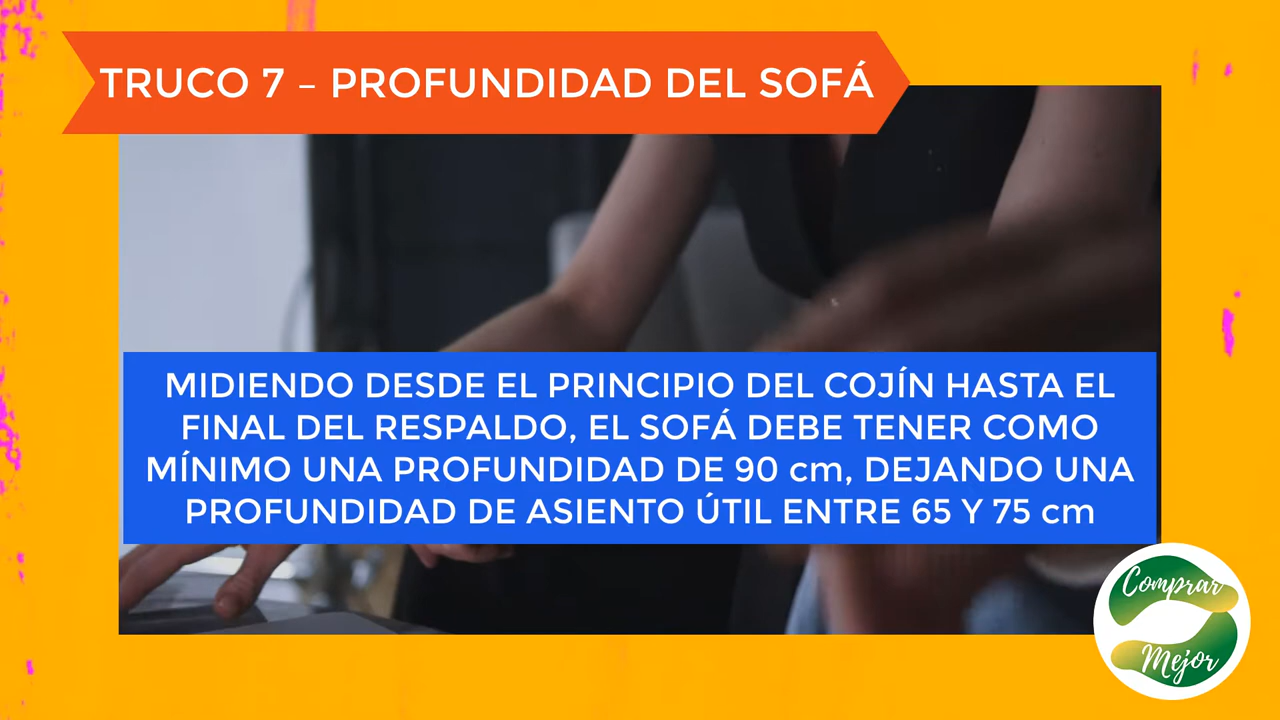 TRUCO 7 – PROFUNDIDAD DEL SOFÁ
MIDIENDO DESDE EL PRINCIPIO DEL COJÍN HASTA EL
FINAL DEL RESPALDO, EL SOFÁ DEBE TENER COMO
MÍNIMO UNA PROFUNDIDAD DE 90 cm, DEJANDO UNA
PROFUNDIDAD DE ASIENTO ÚTIL ENTRE 65 Y 75 cm
Comprar
Mejor